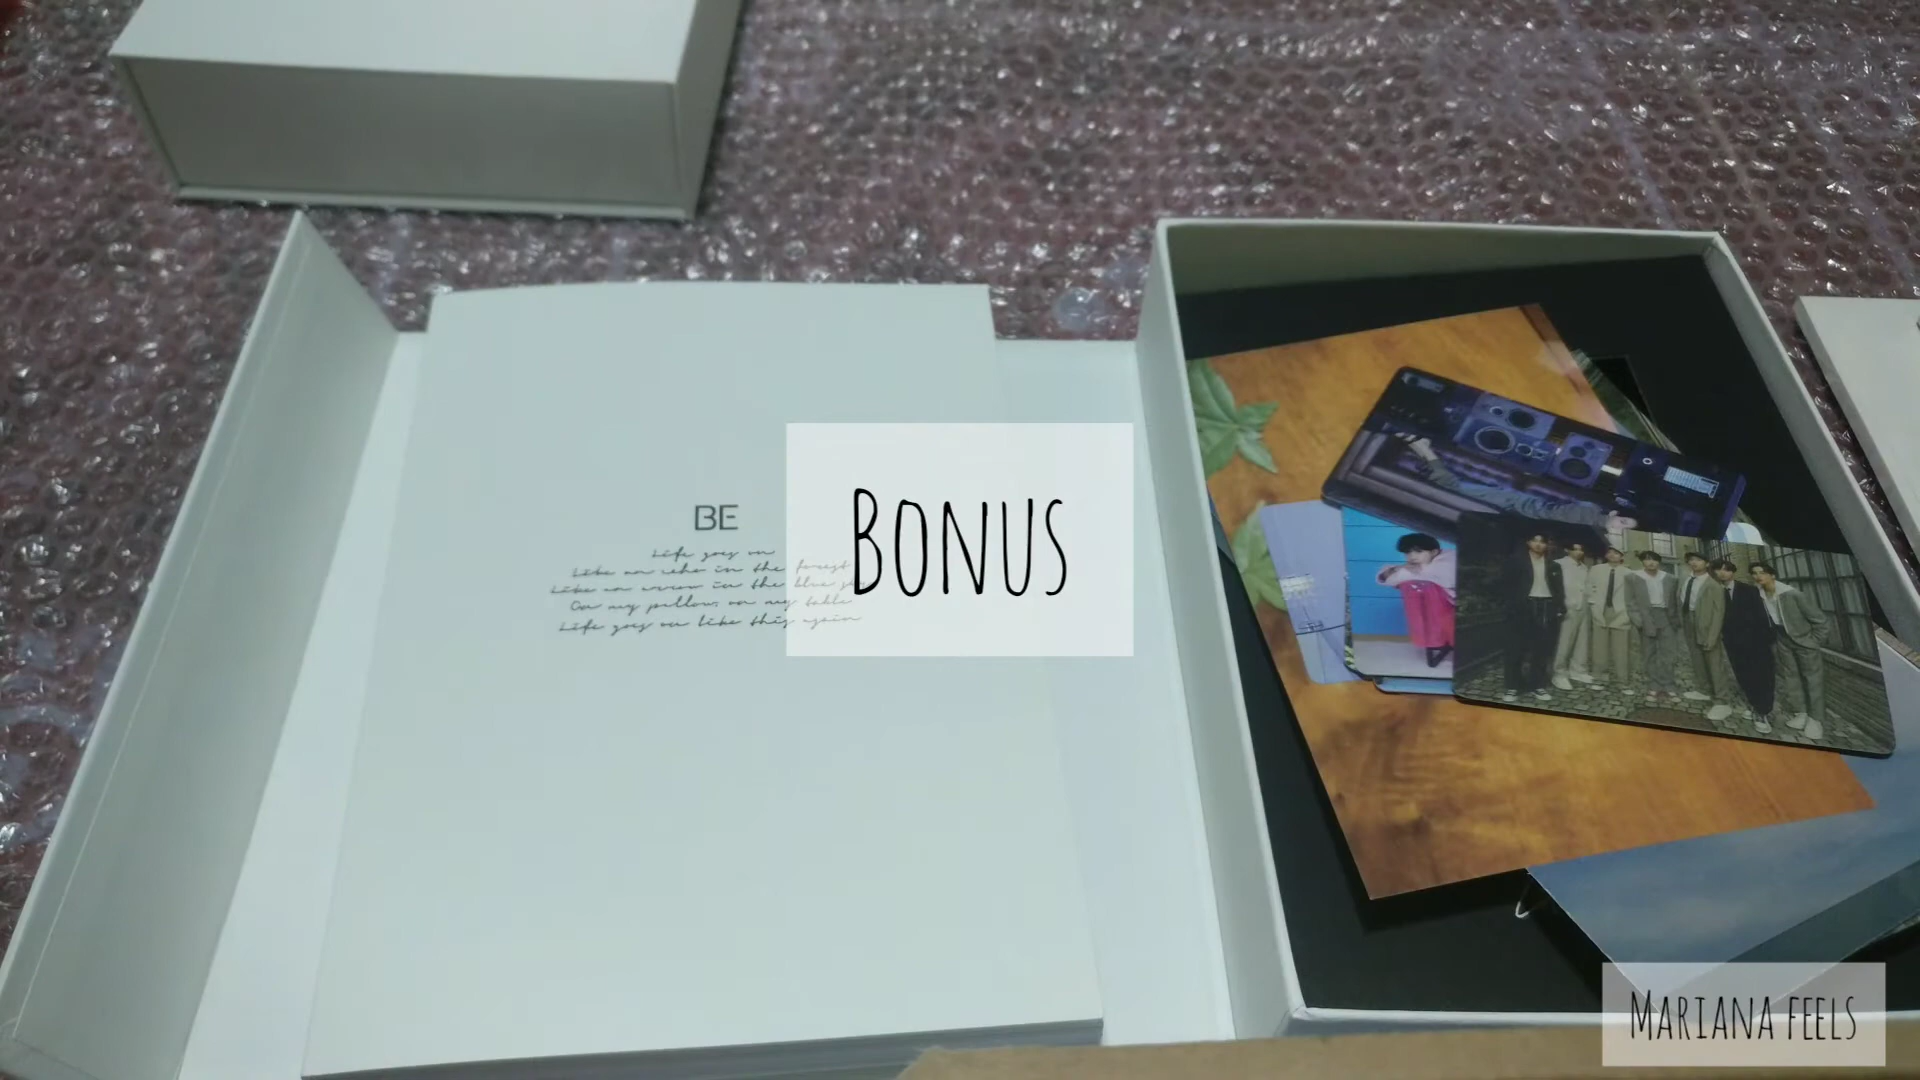 BE
Life goes on
Like an echo in the forest
Like an arrow in the blue sky
On my pillow, on my table
Life goes on like this again
Bonus
Mariana feels